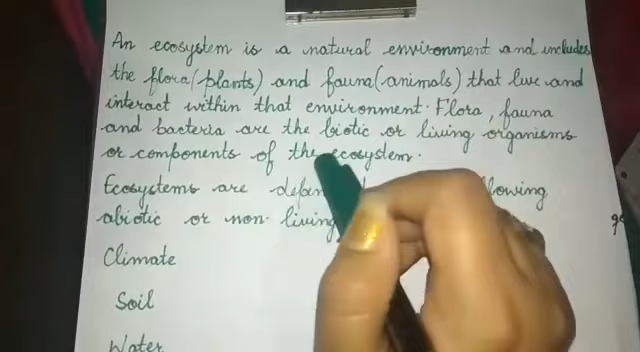 An ecosystem is a natural environment and includes
the flora (plants) and fauna (animals) that live and
interact within that environment. Flora, fauna
and bacteria are the biotic or living organisms
or components of the ecosystem.
Ecosystems are
abiotic or non living
Climate
Soil
Water